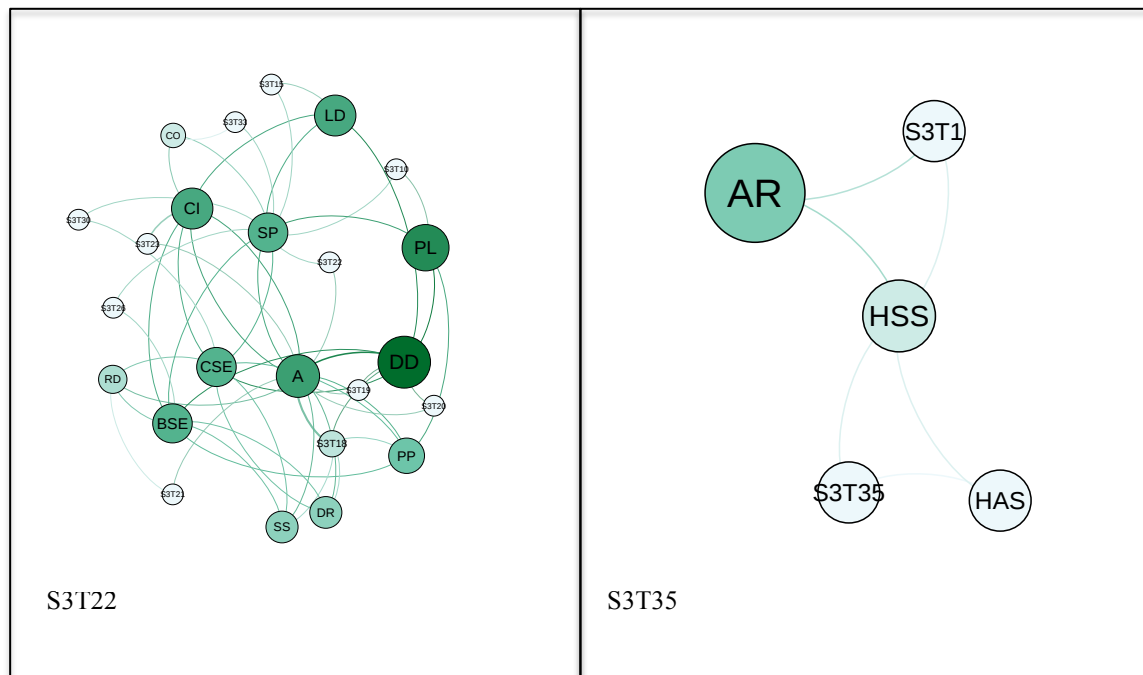 S3T15
LD
S3T33
CO
S3T10
CI
S3T30
SP
S3T23
PL
S3T22
S3T26
DD
CSE
A
RD
S3T19
S3T20
BSE
S3T18
PP
S3T21
DR
SS
S3T22
S3T1
AR
HSS
S3T35
HAS
S3T35